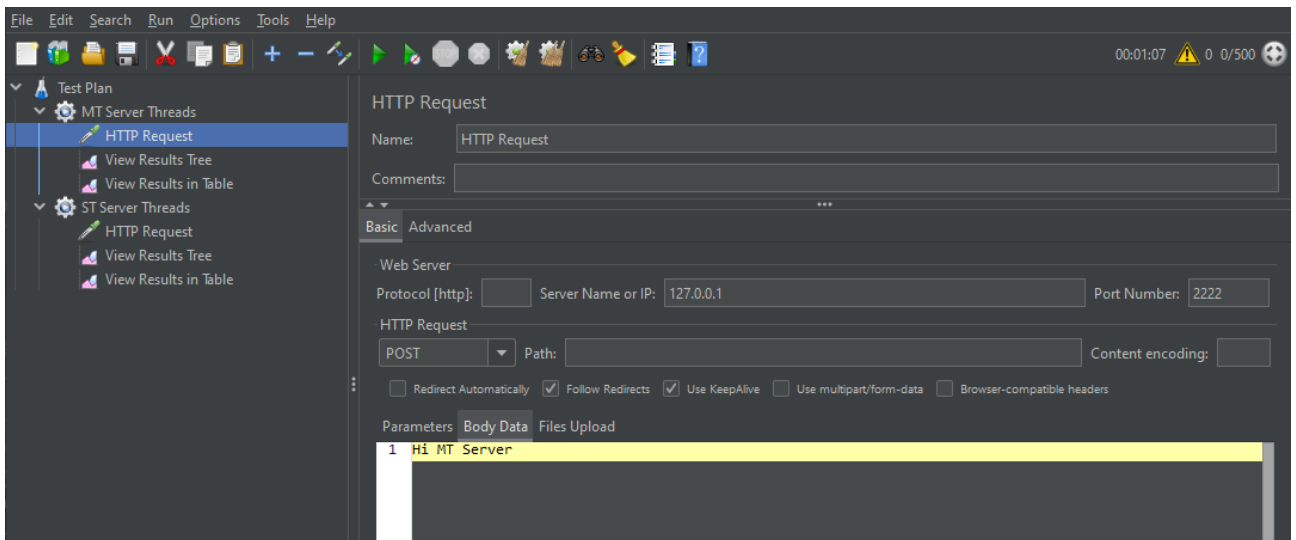 File Edit Search Run Options Tools Help
STOP
00:01:07 0 0/500
Test Plan
MT Server Threads
HTTP Request
View Results Tree
View Results in Table
ST Server Threads
HTTP Request
View Results Tree
View Results in Table
HTTP Request
Name: HTTP Request
Comments:
Basic Advanced
Web Server
Protocol [http]: Server Name or IP: 127.0.0.1 Port Number: 2222
HTTP Request
POST Path: Content encoding:
Redirect Automatically Follow Redirects Use KeepAlive Use multipart/form-data Browser-compatible headers
Parameters Body Data Files Upload
1 Hi MT Server